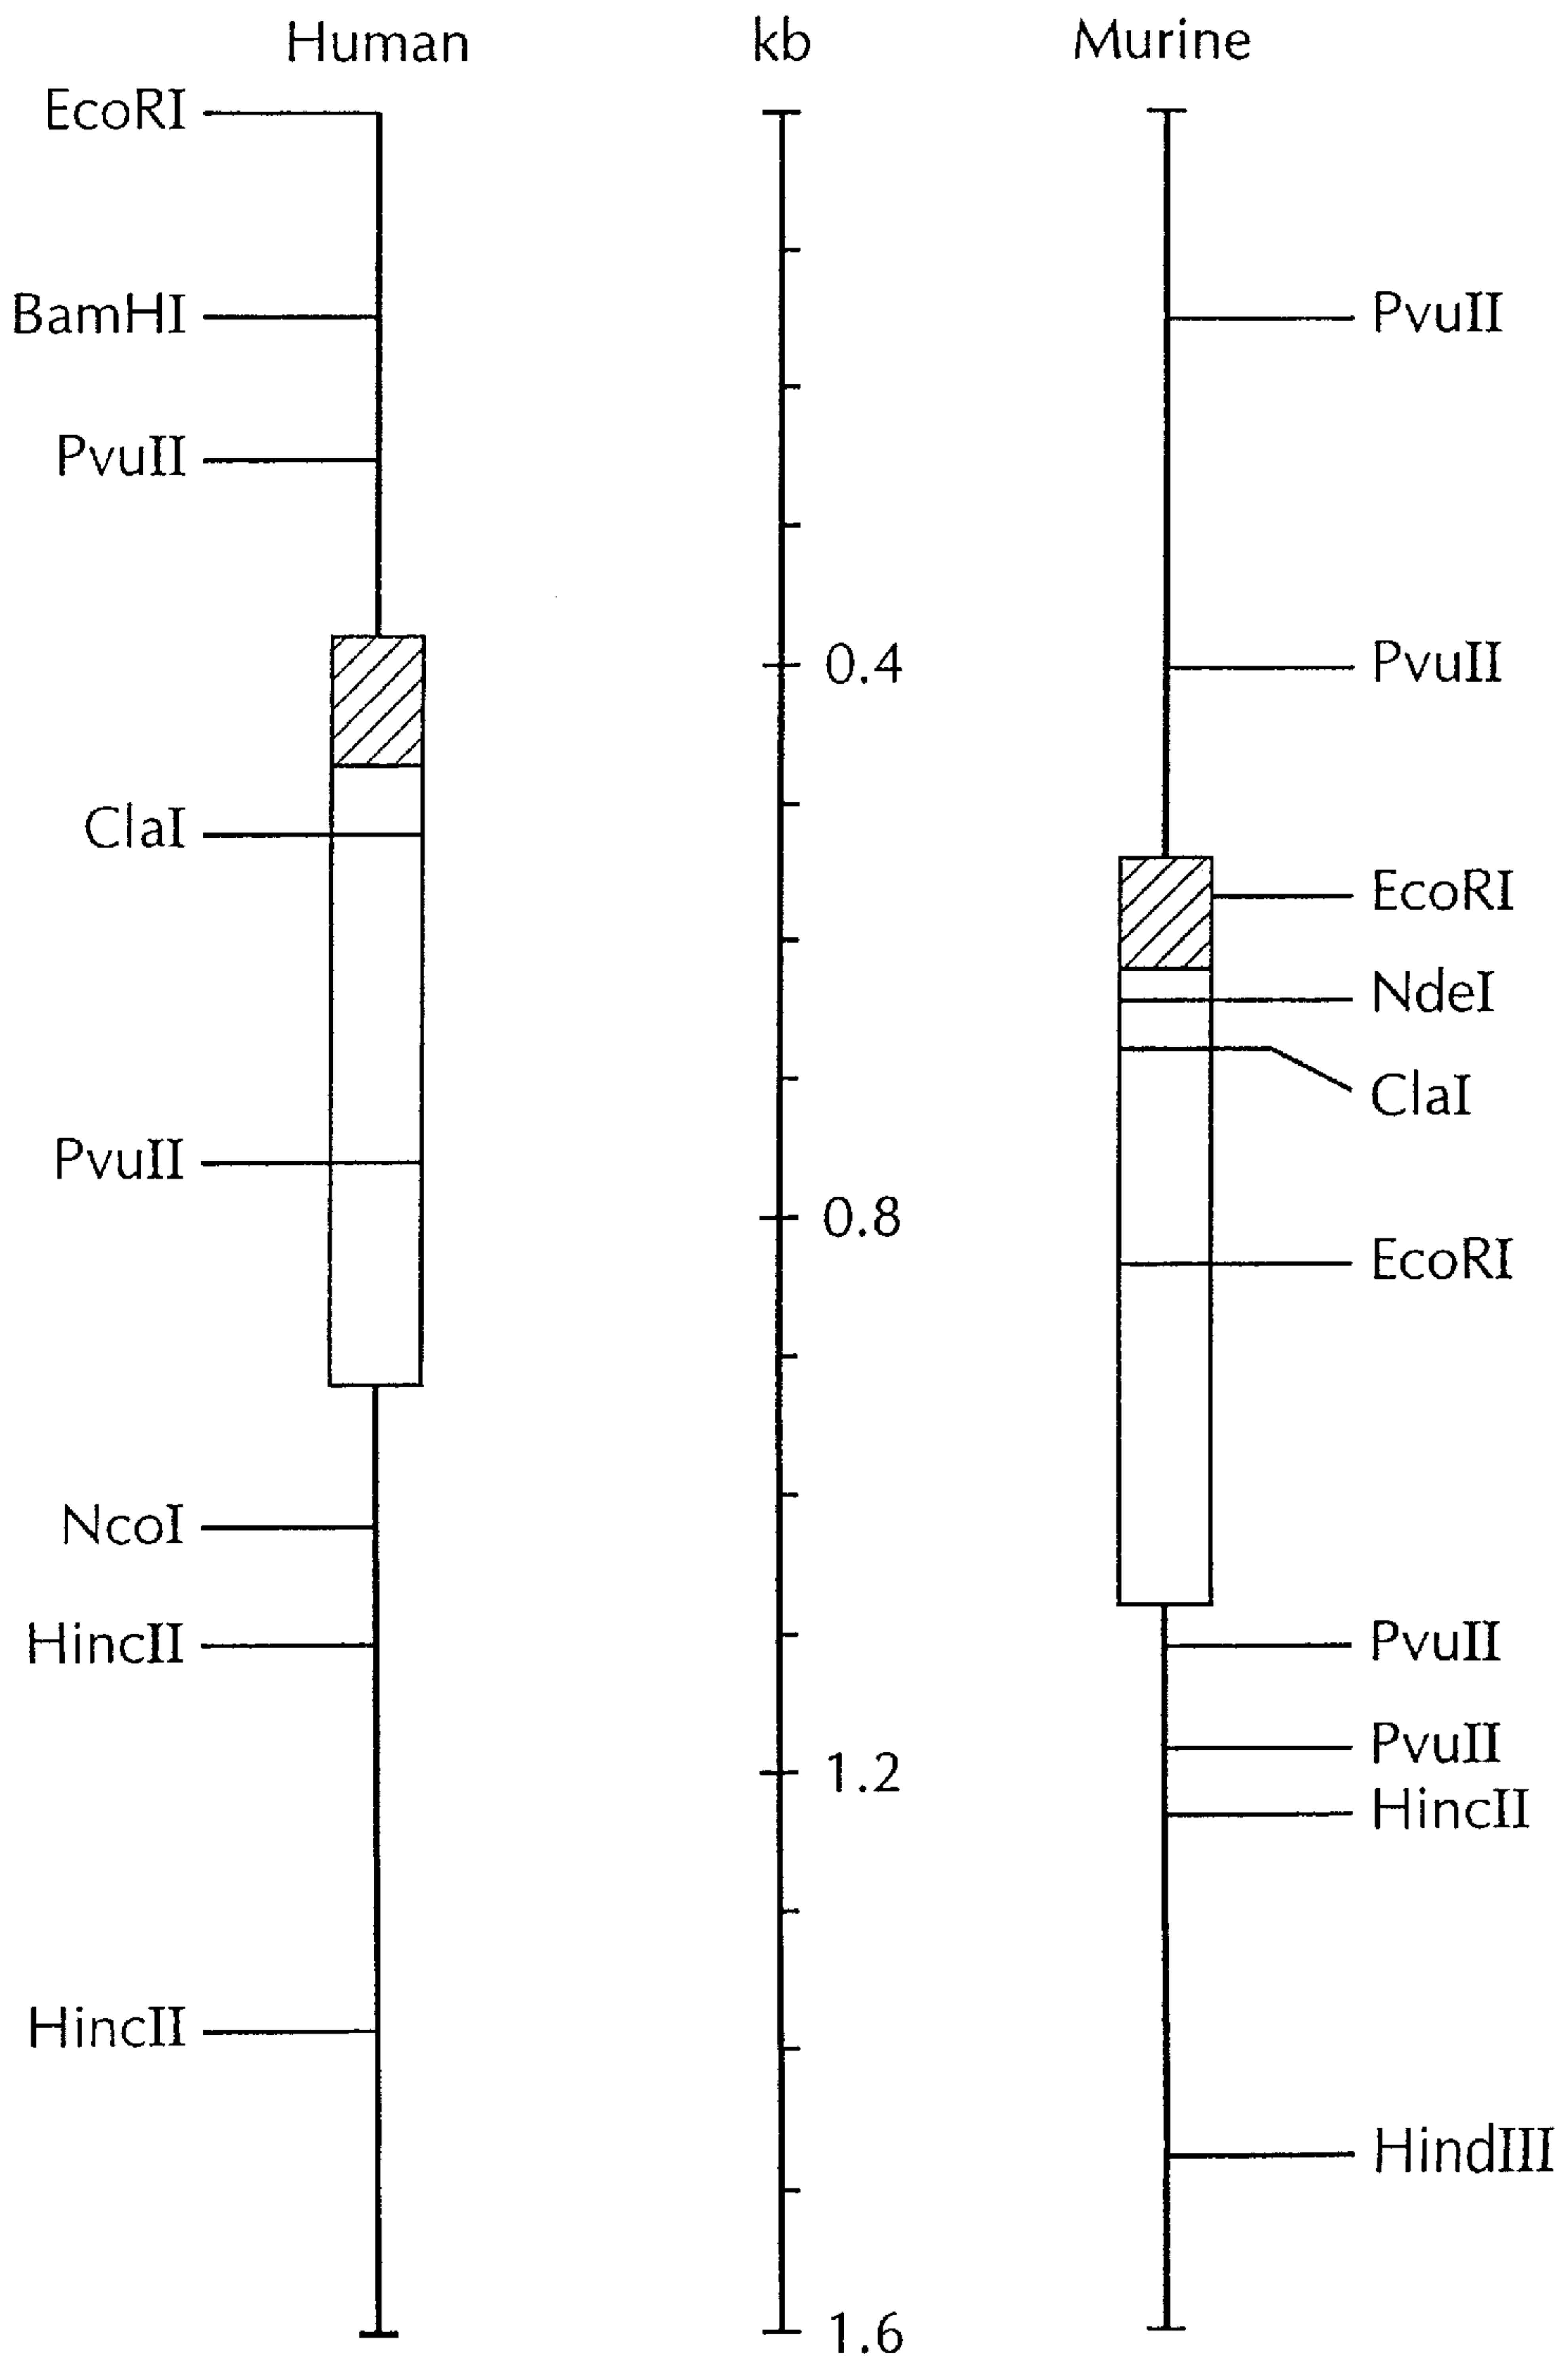 Human kb Murine
EcoRI
BamHI PvuII
PvuII
0.4 PvuII
ClaI
EcoRI
NdeI
ClaI
PvuII
0.8
EcoRI
NcoI
HincII PvuII
PvuII
1.2
HincII
HincII
HindIII
1.6